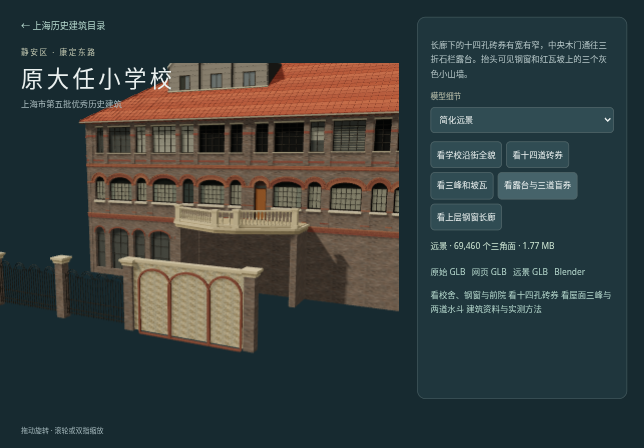 ← 上海历史建筑目录
静安区 · 康定东路
原大任小学校
上海市第五批优秀历史建筑
长廊下的十四孔砖券有宽有窄，中央木门通往三
折石栏露台。抬头可见钢窗和红瓦坡上的三个灰
色小山墙。
模型细节
简化远景
看学校沿街全貌 看十四道砖券
看三峰和坡瓦 看露台与三道盲券
看上层钢窗长廊
远景 · 69,460 个三角面 · 1.77 MB
原始 GLB 网页 GLB 远景 GLB Blender
看校舍、钢窗与前院 看十四孔砖券 看屋面三峰与
两道水斗 建筑资料与实测方法
拖动旋转 · 滚轮或双指缩放